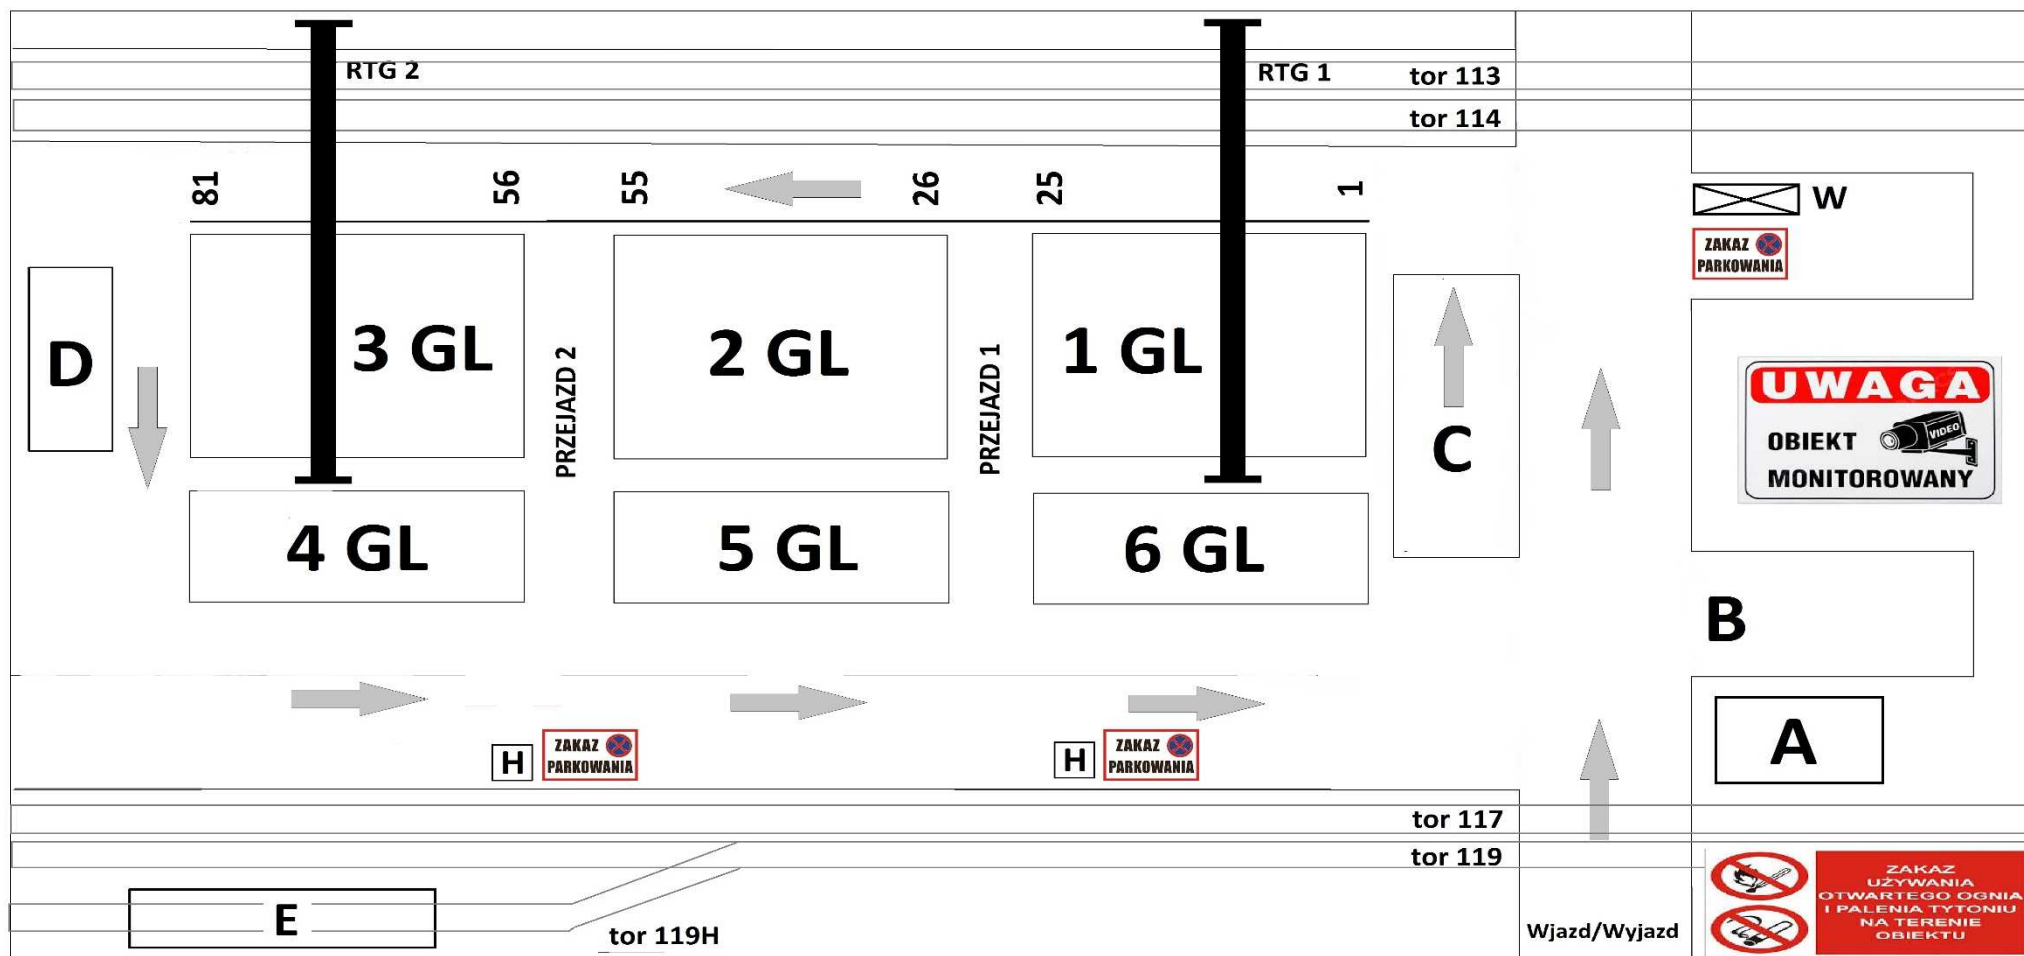 RTG 2
RTG 1
tor 113
tor 114
81
56
55
26
25
1
W
ZAKAZ
PARKOWANIA
D
3 GL
PRZEJAZD 2
2 GL
PRZEJAZD 1
1 GL
C
UWAGA
OBIEKT
VIDEO
MONITOROWANY
4 GL
5 GL
6 GL
B
A
H
ZAKAZ
PARKOWANIA
H
ZAKAZ
PARKOWANIA
tor 117
tor 119
E
tor 119H
Wjazd/Wyjazd
ZAKAZ
UŻYWANIA
OTWARTEGO OGNIA
I PALENIA TYTONIU
NA TERENIE
OBIEKTU